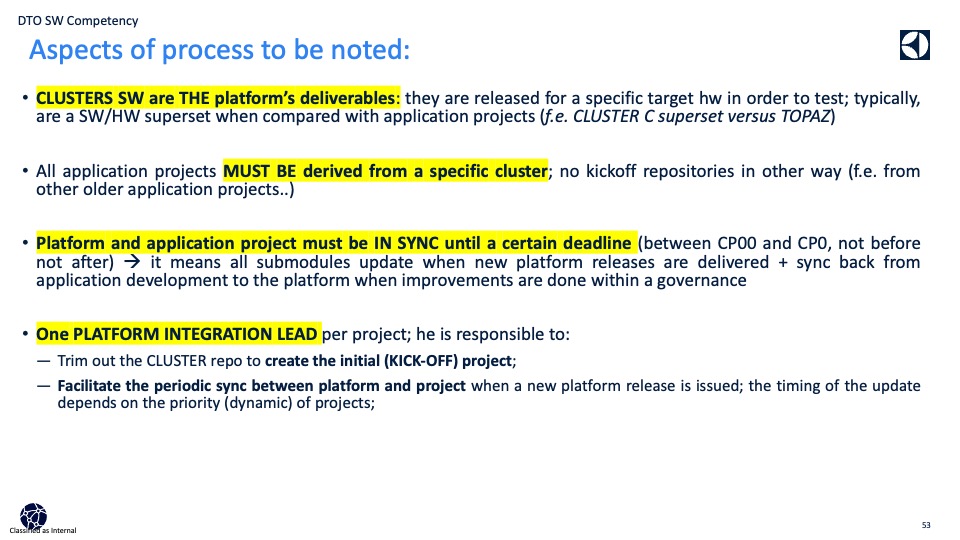 DTO SW Competency
Aspects of process to be noted:
• CLUSTERS SW are THE platform's deliverables: they are released for a specific target hw in order to test; typically,
are a SW/HW superset when compared with application projects (f.e. CLUSTER C superset versus TOPAZ)
• All application projects MUST BE derived from a specific cluster; no kickoff repositories in other way (f.e. from
other older application projects..)
• Platform and application project must be IN SYNC until a certain deadline (between CP00 and CP0, not before
not after) → it means all submodules update when new platform releases are delivered + sync back from
application development to the platform when improvements are done within a governance
• One PLATFORM INTEGRATION LEAD per project; he is responsible to:
— Trim out the CLUSTER repo to create the initial (KICK-OFF) project;
— Facilitate the periodic sync between platform and project when a new platform release is issued; the timing of the update
depends on the priority (dynamic) of projects;
Classified as Internal
53